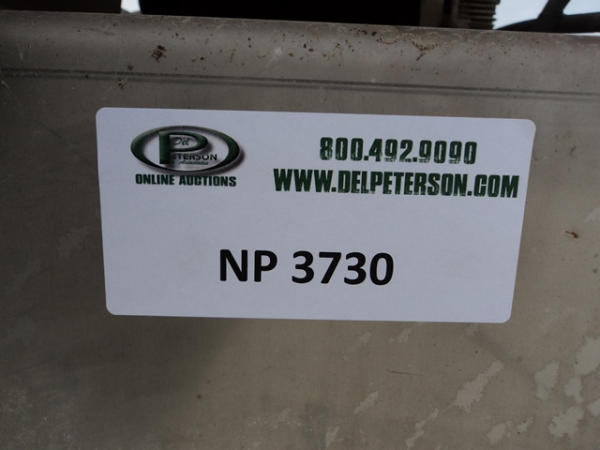 Del
PETERSON
ONLINE AUCTIONS
800.492.9090
WWW.DELPETERSON.COM
NP 3730